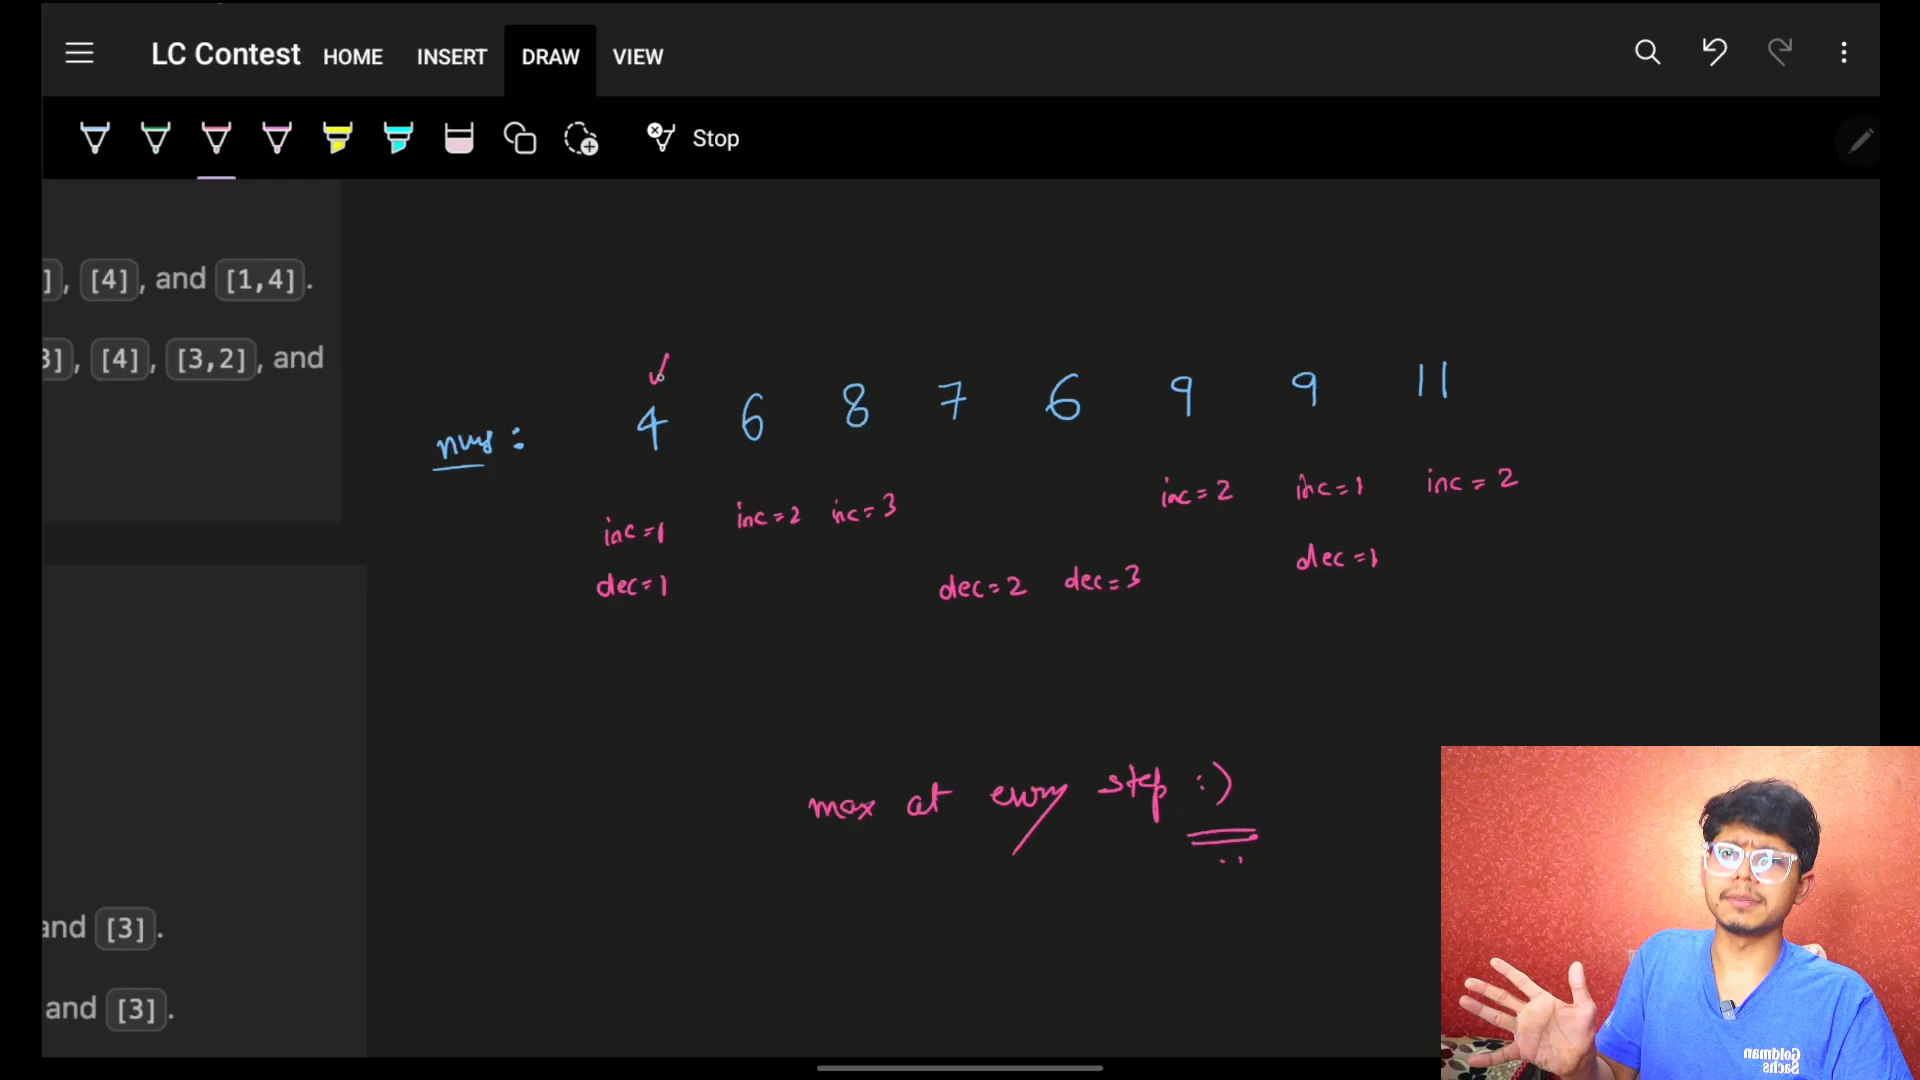 LC Contest HOME INSERT DRAW VIEW
Stop
], [4], and [1,4].
3], [4], [3,2], and
nums: 4 6 8 7 6 9 9 11
inc=1 inc=2 inc=3 inc=2 inc=1 inc=2
dec=1 dec=2 dec=3 dec=1
max at every step :)
and [3].
and [3].
Goldman
Sachs